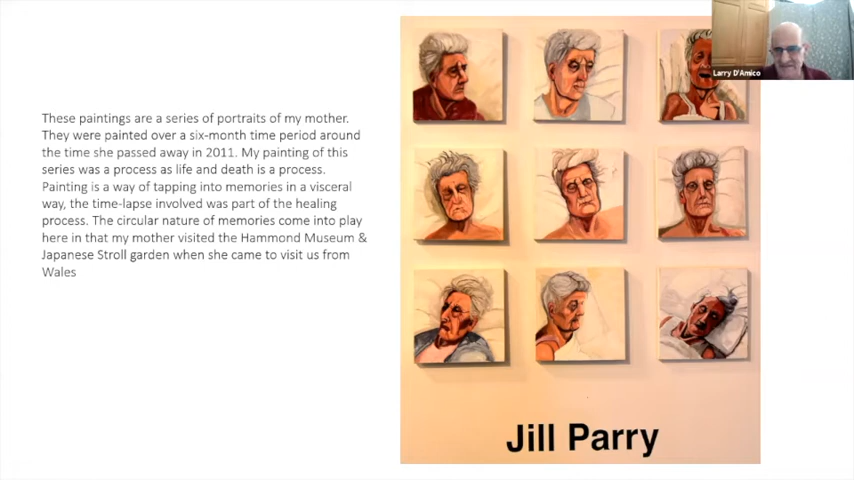 Larry D'Amico
These paintings are a series of portraits of my mother.
They were painted over a six-month time period around
the time she passed away in 2011. My painting of this
series was a process as life and death is a process.
Painting is a way of tapping into memories in a visceral
way, the time-lapse involved was part of the healing
process. The circular nature of memories come into play
here in that my mother visited the Hammond Museum &
Japanese Stroll garden when she came to visit us from
Wales
Jill Parry